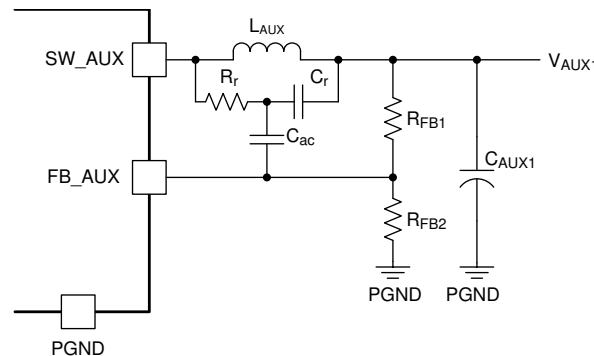 L_AUX
SW_AUX
V_AUX1
R_r
C_r
R_FB1
C_ac
C_AUX1
FB_AUX
R_FB2
PGND
PGND
PGND